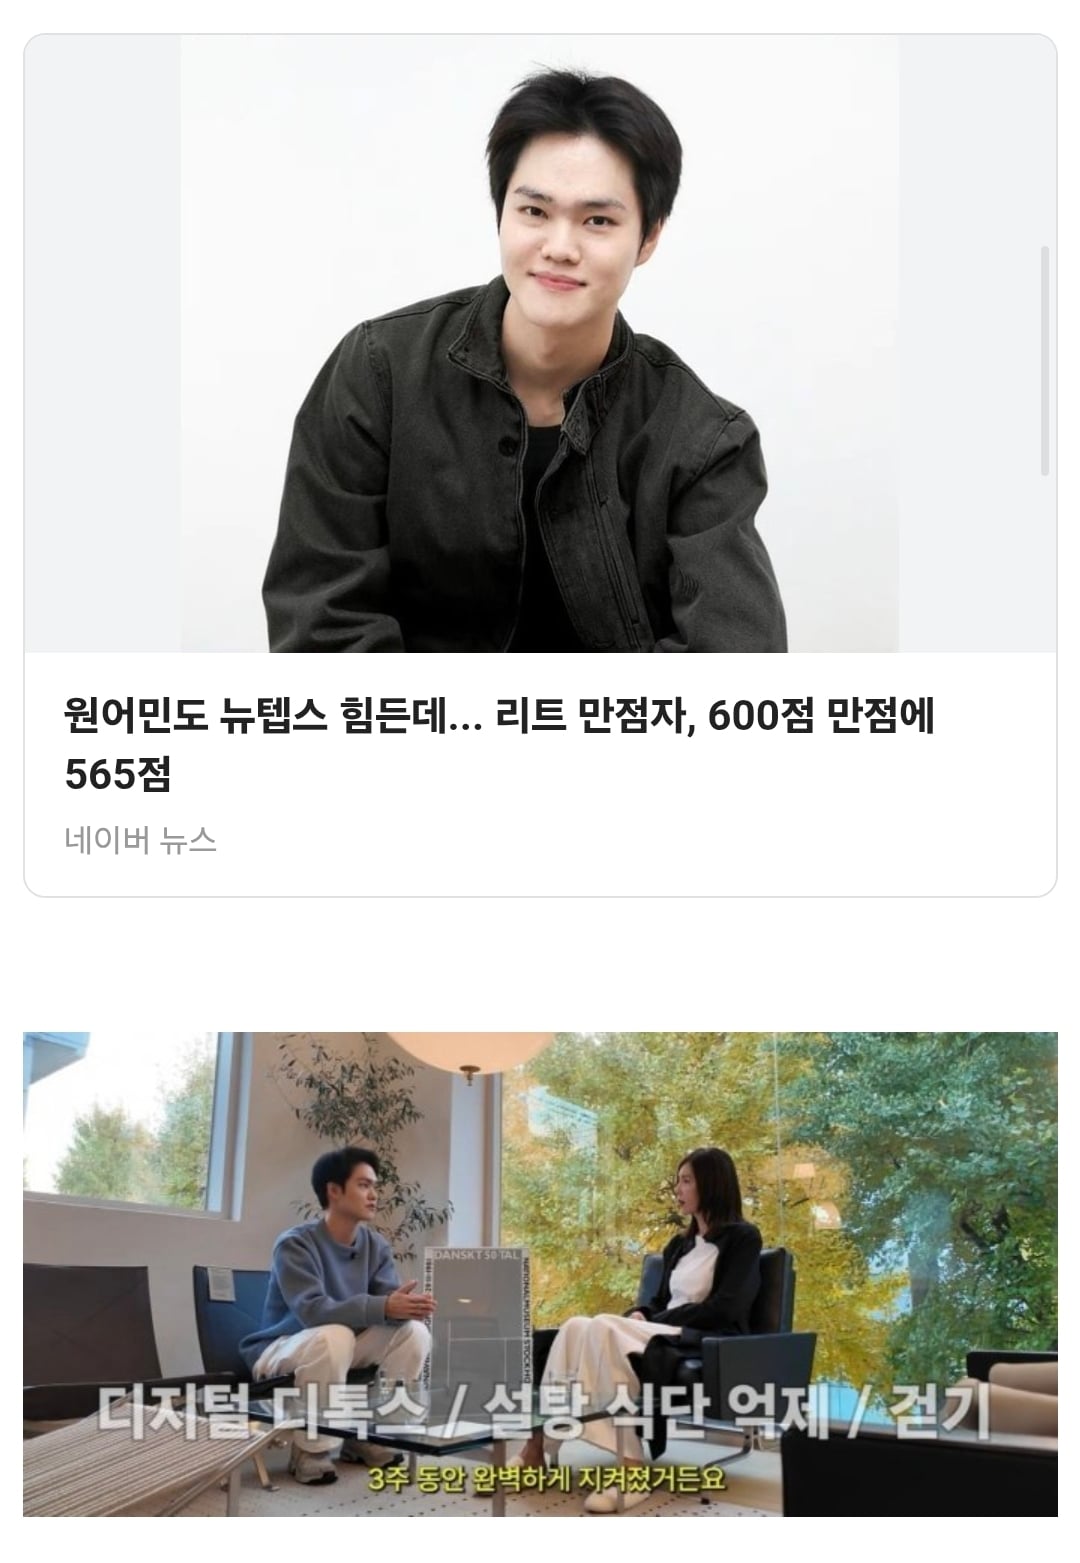 원어민도 뉴텝스 힘든데... 리트 만점자, 600점 만점에
565점
네이버 뉴스
DANSKT 50 TAL
디지털 디톡스 / 설탕 식단 억제 / 걷기
3주 동안 완벽하게 지켜졌거든요